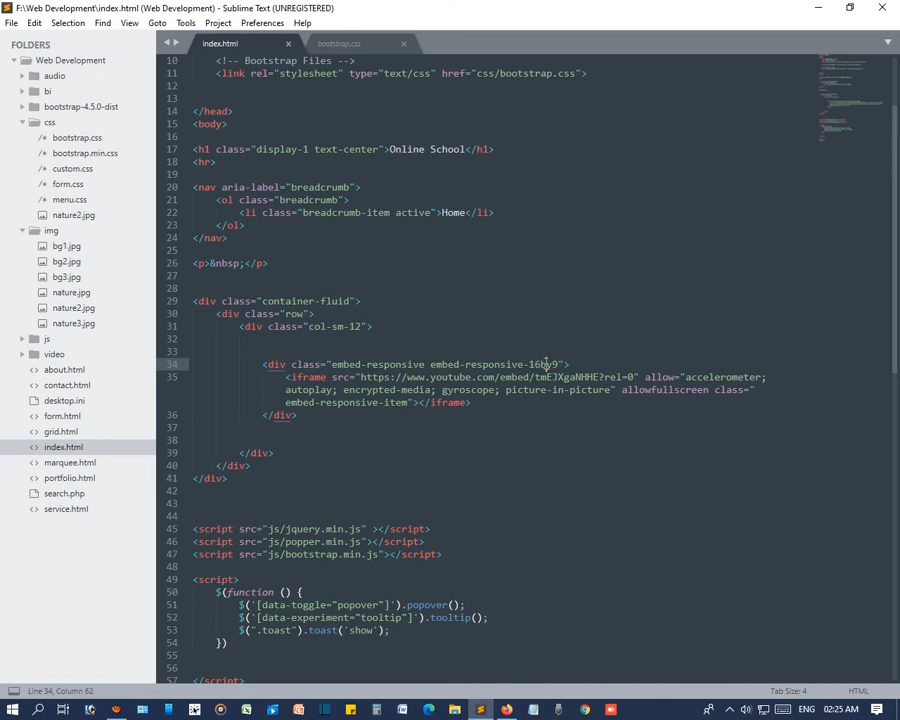 F:\Web Development\index.html - Sublime Text (UNREGISTERED)
File Edit Selection Find View Goto Tools Project Preferences Help
FOLDERS
Web Development
audio
bi
bootstrap-4.5.0-dist
css
bootstrap.css
bootstrap.min.css
custom.css
form.css
menu.css
nature2.jpg
img
bg1.jpg
bg2.jpg
bg3.jpg
nature.jpg
nature2.jpg
nature3.jpg
js
video
about.html
contact.html
desktop.ini
form.html
grid.html
index.html
marquee.html
portfolio.html
search.php
service.html
index.html bootstrap.css
10 <!-- Bootstrap Files -->
11 <link rel="stylesheet" type="text/css" href="css/bootstrap.css">
12
13
14 </head>
15 <body>
16
17 <h1 class="display-1 text-center">Online School</h1>
18 <hr>
19
20 <nav aria-label="breadcrumb">
21 <ol class="breadcrumb">
22 <li class="breadcrumb-item active">Home</li>
23 </ol>
24 </nav>
25
26 <p>&nbsp;</p>
27
28
29 <div class="container-fluid">
30 <div class="row">
31 <div class="col-sm-12">
32
33
34 <div class="embed-responsive embed-responsive-16by9">
35 <iframe src="https://www.youtube.com/embed/tmEJXgaNHHE?rel=0" allow="accelerometer;
autoplay; encrypted-media; gyroscope; picture-in-picture" allowfullscreen class="
embed-responsive-item"></iframe>
36 </div>
37
38
39 </div>
40 </div>
41 </div>
42
43
44
45 <script src="js/jquery.min.js" ></script>
46 <script src="js/popper.min.js"></script>
47 <script src="js/bootstrap.min.js"></script>
48
49 <script>
50 $(function () {
51 $('[data-toggle="popover"]').popover();
52 $('[data-experiment="tooltip"]').tooltip();
53 $(".toast").toast('show');
54 })
55
56
57 </script>
Line 34, Column 62 Tab Size: 4 HTML
ENG 02:25 AM